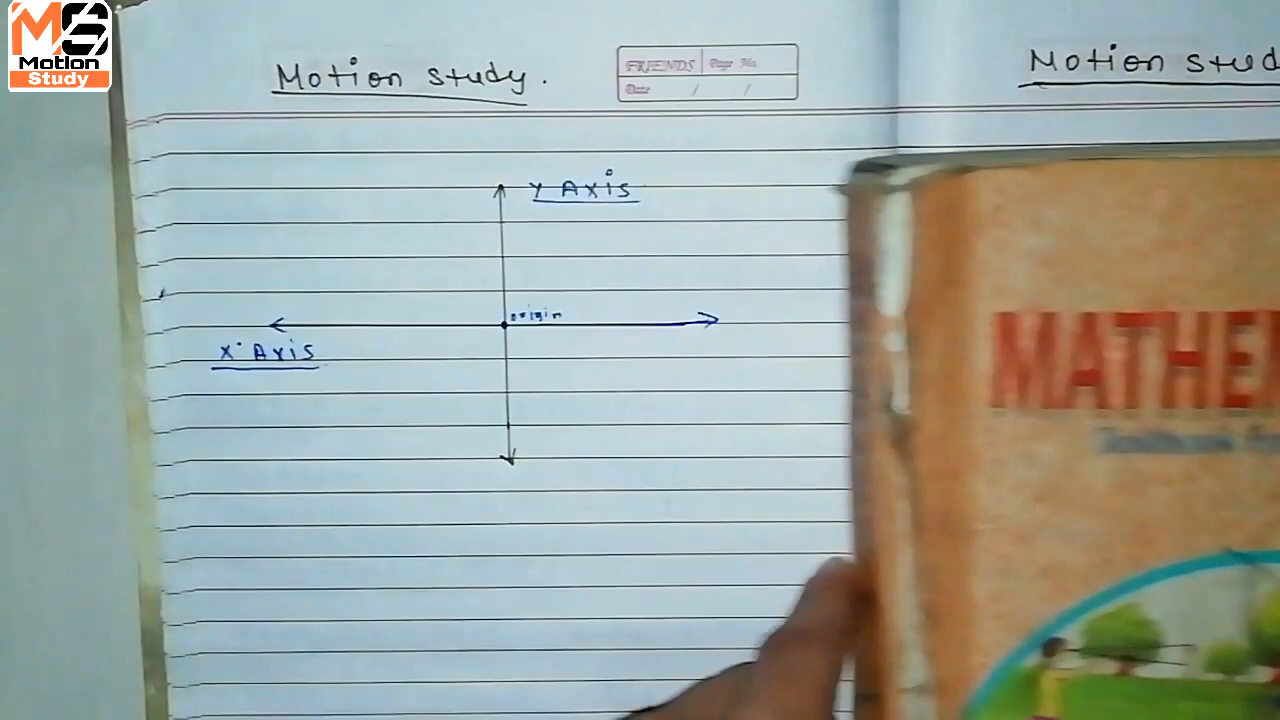 MS
Motion
Study
Motion study.
FRIENDS Page No.
Date / /
Motion stud
Y Axis
origin
X Axis
MATHE